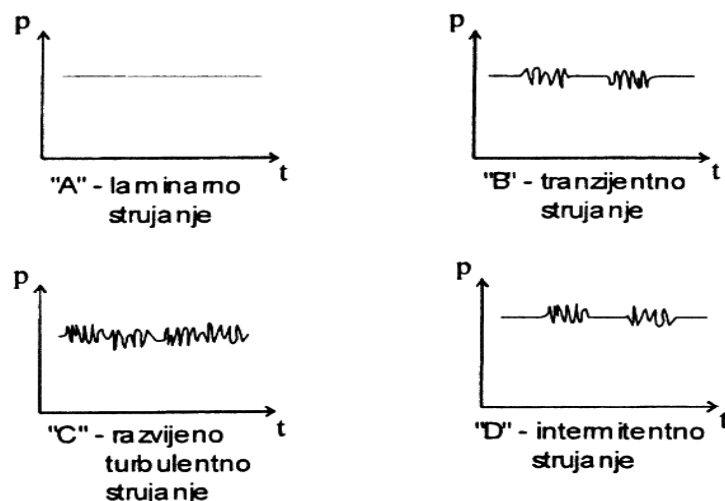 p
t
"A" - laminarno
strujanje
p
t
"B" - tranzijentno
strujanje
p
t
"C" - razvijeno
turbulentno
strujanje
p
t
"D" - intermitentno
strujanje